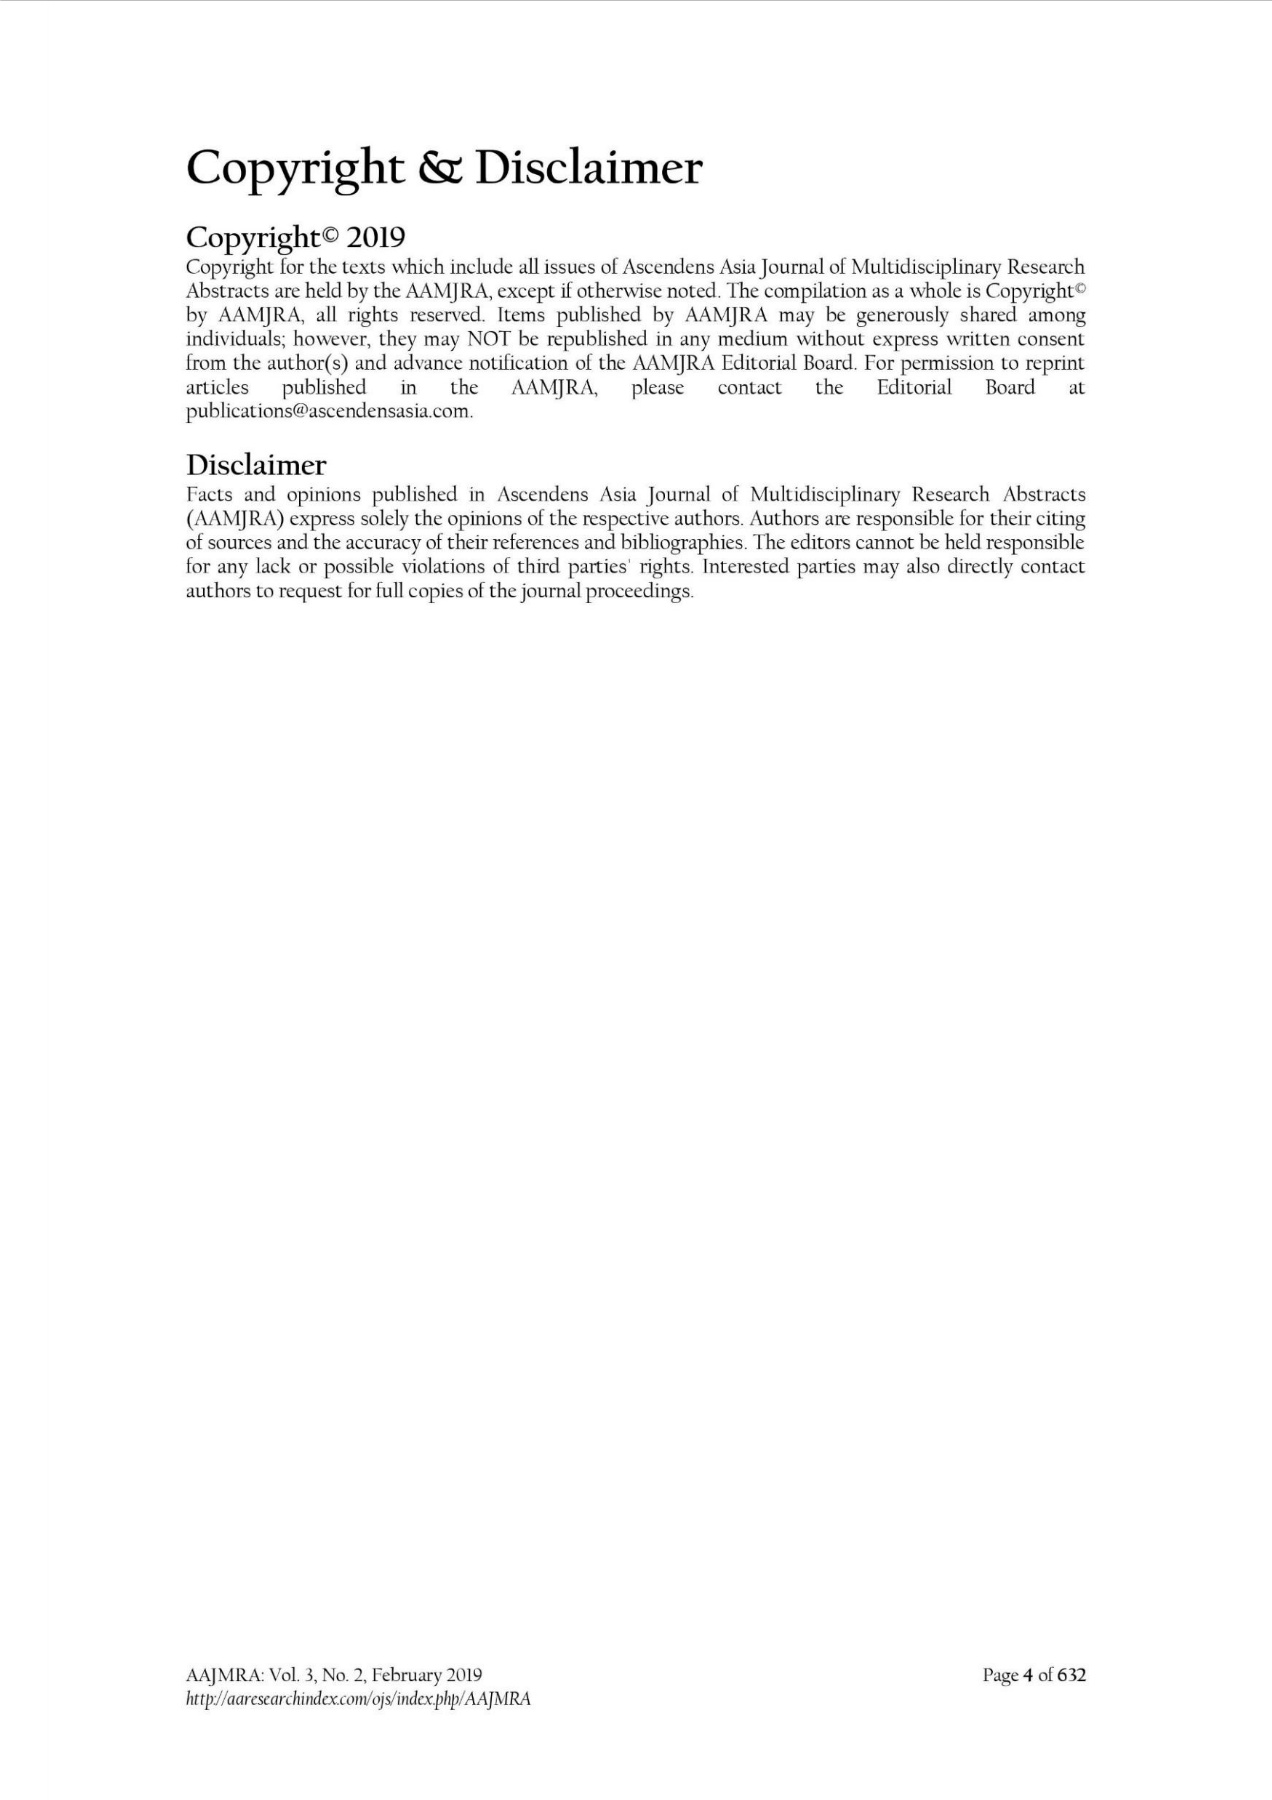 Copyright & Disclaimer
Copyright© 2019
Copyright for the texts which include all issues of Ascendens Asia Journal of Multidisciplinary Research
Abstracts are held by the AAMJRA, except if otherwise noted. The compilation as a whole is Copyright©
by AAMJRA, all rights reserved. Items published by AAMJRA may be generously shared among
individuals; however, they may NOT be republished in any medium without express written consent
from the author(s) and advance notification of the AAMJRA Editorial Board. For permission to reprint
articles published in the AAMJRA, please contact the Editorial Board at
publications@ascendensasia.com.
Disclaimer
Facts and opinions published in Ascendens Asia Journal of Multidisciplinary Research Abstracts
(AAMJRA) express solely the opinions of the respective authors. Authors are responsible for their citing
of sources and the accuracy of their references and bibliographies. The editors cannot be held responsible
for any lack or possible violations of third parties' rights. Interested parties may also directly contact
authors to request for full copies of the journal proceedings.
AAJMRA: Vol. 3, No. 2, February 2019 Page 4 of 632
http://aaresearchindex.com/ojs/index.php/AAJMRA